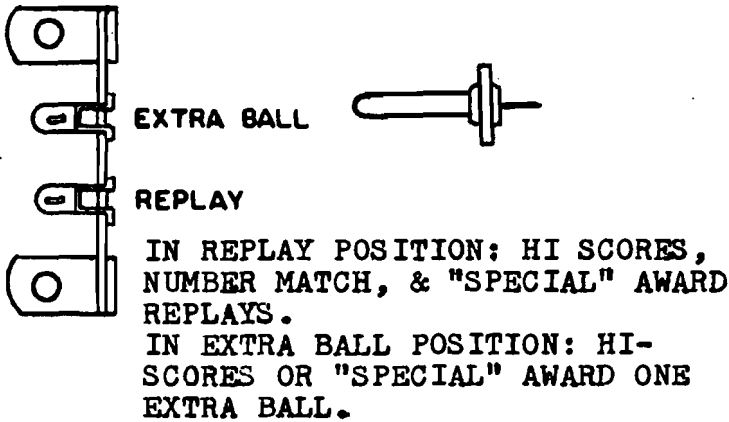 EXTRA BALL
REPLAY
IN REPLAY POSITION: HI SCORES,
NUMBER MATCH, & "SPECIAL" AWARD
REPLAYS.
IN EXTRA BALL POSITION: HI-
SCORES OR "SPECIAL" AWARD ONE
EXTRA BALL.